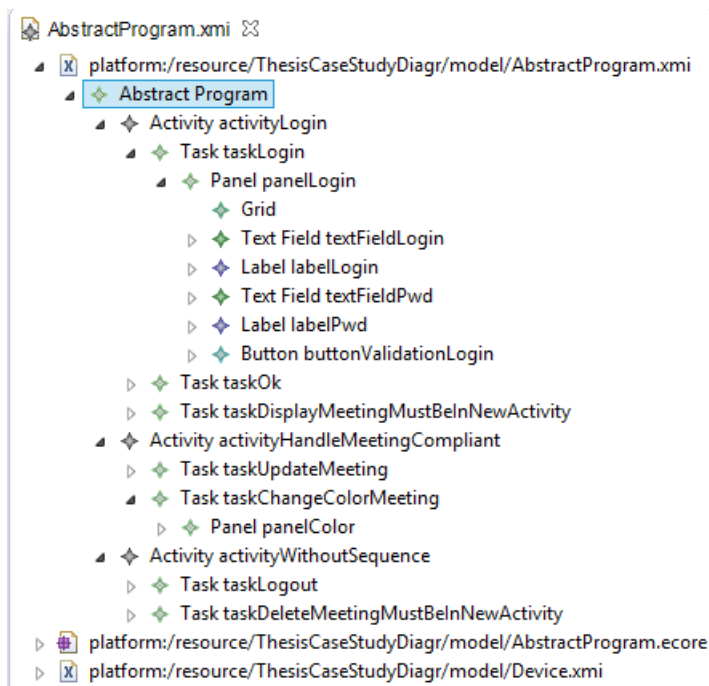 AbstractProgram.xmi
platform:/resource/ThesisCaseStudyDiagr/model/AbstractProgram.xmi
Abstract Program
Activity activityLogin
Task taskLogin
Panel panelLogin
Grid
Text Field textFieldLogin
Label labelLogin
Text Field textFieldPwd
Label labelPwd
Button buttonValidationLogin
Task taskOk
Task taskDisplayMeetingMustBeInNewActivity
Activity activityHandleMeetingCompliant
Task taskUpdateMeeting
Task taskChangeColorMeeting
Panel panelColor
Activity activityWithoutSequence
Task taskLogout
Task taskDeleteMeetingMustBeInNewActivity
platform:/resource/ThesisCaseStudyDiagr/model/AbstractProgram.ecore
platform:/resource/ThesisCaseStudyDiagr/model/Device.xmi